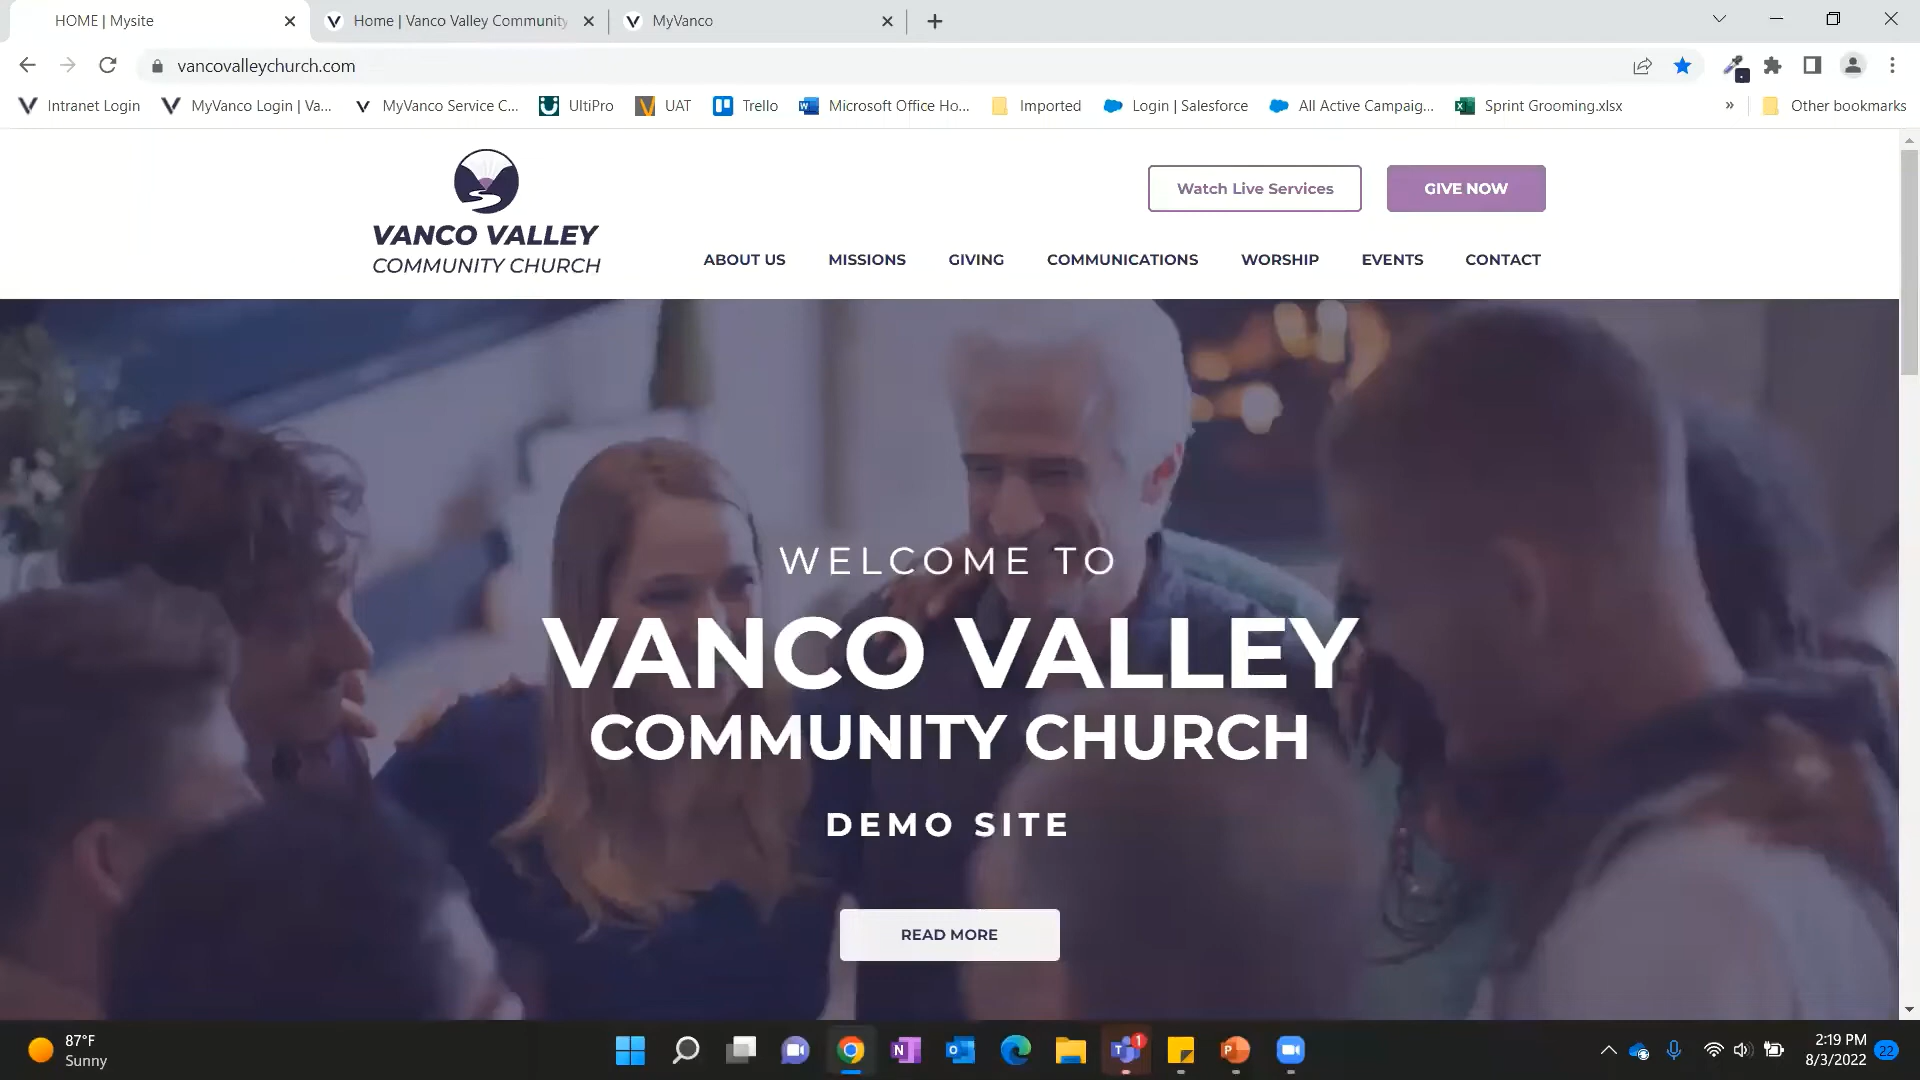 HOME | Mysite
Home | Vanco Valley Community
MyVanco
vancovalleychurch.com
Intranet Login
MyVanco Login | Va...
MyVanco Service C...
UltiPro
UAT
Trello
Microsoft Office Ho...
Imported
Login | Salesforce
All Active Campaig...
Sprint Grooming.xlsx
»
Other bookmarks
VANCO VALLEY
COMMUNITY CHURCH
Watch Live Services
GIVE NOW
ABOUT US
MISSIONS
GIVING
COMMUNICATIONS
WORSHIP
EVENTS
CONTACT
WELCOME TO
VANCO VALLEY
COMMUNITY CHURCH
DEMO SITE
READ MORE
87°F
Sunny
1
2:19 PM
8/3/2022
22